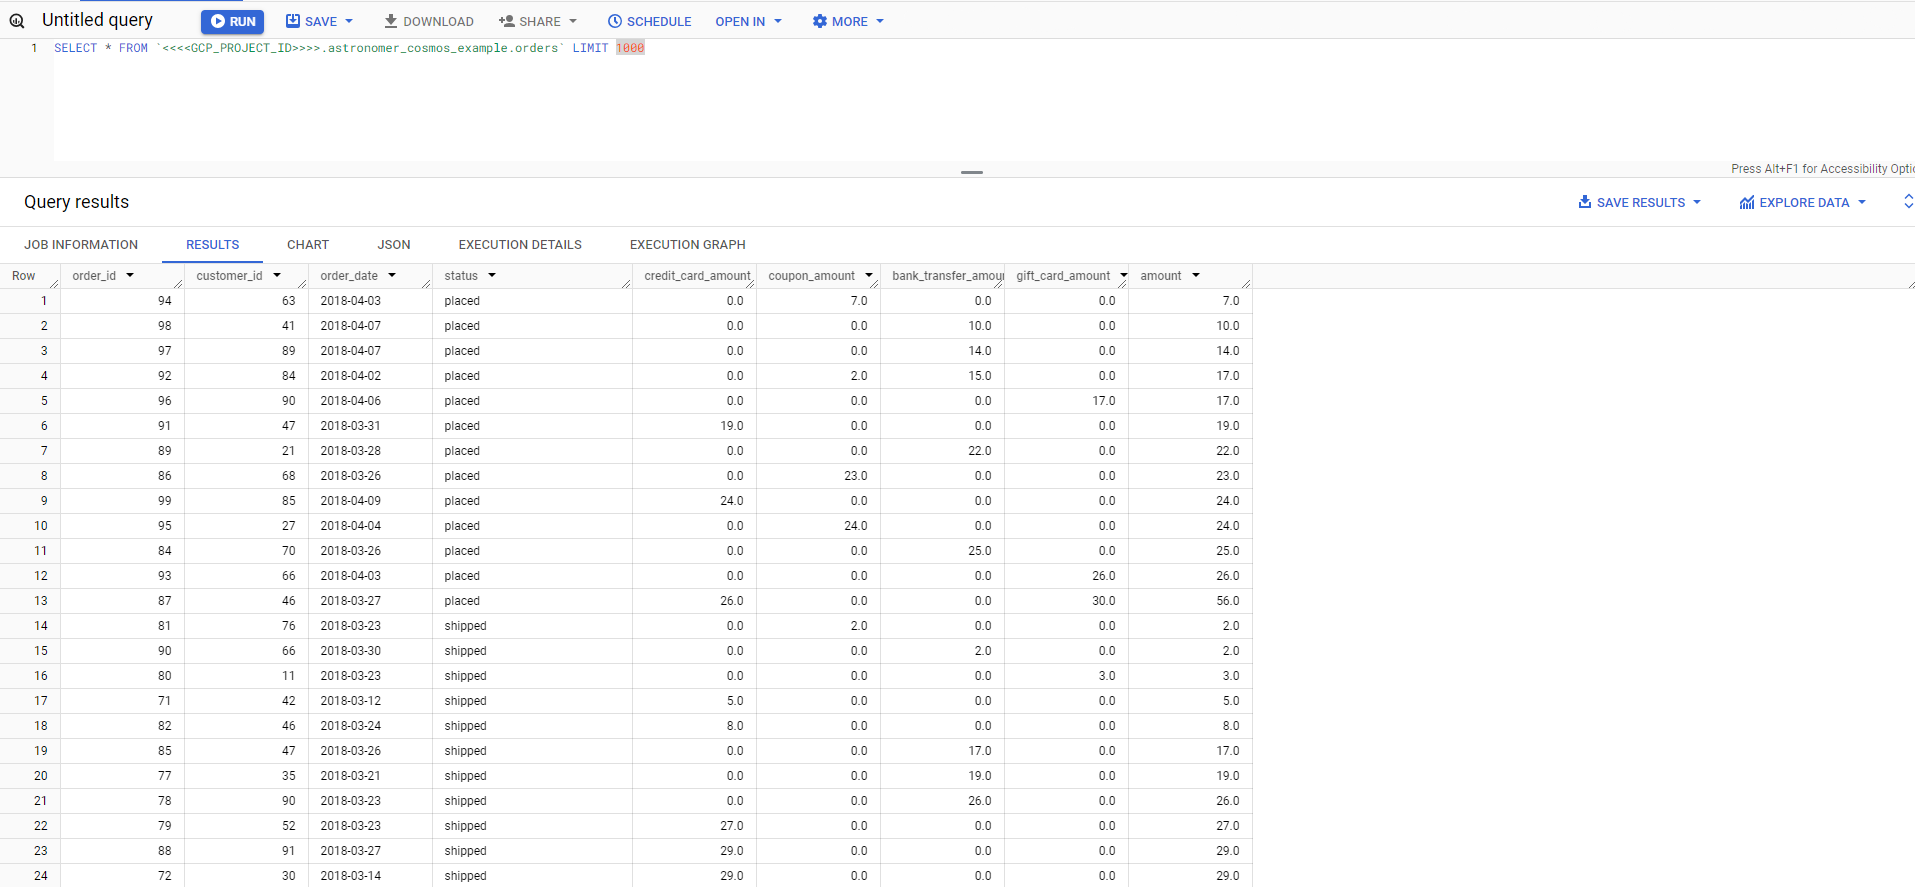 Untitled query RUN SAVE DOWNLOAD SHARE SCHEDULE OPEN IN MORE
1 SELECT * FROM `<<<<GCP_PROJECT_ID>>>>.astronomer_cosmos_example.orders` LIMIT 1000
Press Alt+F1 for Accessibility Optio
Query results SAVE RESULTS EXPLORE DATA
JOB INFORMATION RESULTS CHART JSON EXECUTION DETAILS EXECUTION GRAPH
Row order_id customer_id order_date status credit_card_amount coupon_amount bank_transfer_amou gift_card_amount amount
1 94 63 2018-04-03 placed 0.0 7.0 0.0 0.0 7.0
2 98 41 2018-04-07 placed 0.0 0.0 10.0 0.0 10.0
3 97 89 2018-04-07 placed 0.0 0.0 14.0 0.0 14.0
4 92 84 2018-04-02 placed 0.0 2.0 15.0 0.0 17.0
5 96 90 2018-04-06 placed 0.0 0.0 0.0 17.0 17.0
6 91 47 2018-03-31 placed 19.0 0.0 0.0 0.0 19.0
7 89 21 2018-03-28 placed 0.0 0.0 22.0 0.0 22.0
8 86 68 2018-03-26 placed 0.0 23.0 0.0 0.0 23.0
9 99 85 2018-04-09 placed 24.0 0.0 0.0 0.0 24.0
10 95 27 2018-04-04 placed 0.0 24.0 0.0 0.0 24.0
11 84 70 2018-03-26 placed 0.0 0.0 25.0 0.0 25.0
12 93 66 2018-04-03 placed 0.0 0.0 0.0 26.0 26.0
13 87 46 2018-03-27 placed 26.0 0.0 0.0 30.0 56.0
14 81 76 2018-03-23 shipped 0.0 2.0 0.0 0.0 2.0
15 90 66 2018-03-30 shipped 0.0 0.0 2.0 0.0 2.0
16 80 11 2018-03-23 shipped 0.0 0.0 0.0 3.0 3.0
17 71 42 2018-03-12 shipped 5.0 0.0 0.0 0.0 5.0
18 82 46 2018-03-24 shipped 8.0 0.0 0.0 0.0 8.0
19 85 47 2018-03-26 shipped 0.0 0.0 17.0 0.0 17.0
20 77 35 2018-03-21 shipped 0.0 0.0 19.0 0.0 19.0
21 78 90 2018-03-23 shipped 0.0 0.0 26.0 0.0 26.0
22 79 52 2018-03-23 shipped 27.0 0.0 0.0 0.0 27.0
23 88 91 2018-03-27 shipped 29.0 0.0 0.0 0.0 29.0
24 72 30 2018-03-14 shipped 29.0 0.0 0.0 0.0 29.0